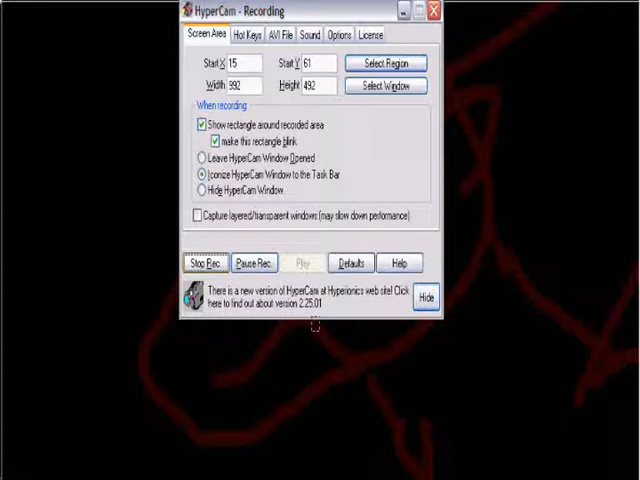 HyperCam - Recording
Screen Area Hot Keys AVI File Sound Options License
Start X 15 Start Y 61 Select Region
Width 992 Height 492 Select Window
When recording:
Show rectangle around recorded area
make this rectangle blink
Leave HyperCam Window Opened
Iconize HyperCam Window to the Task Bar
Hide HyperCam Window
Capture layered/transparent windows (may slow down performance)
Stop Rec Pause Rec. Play Defaults Help
There is a new version of HyperCam at Hyperionics web site! Click
here to find out about version 2.25.01
Hide